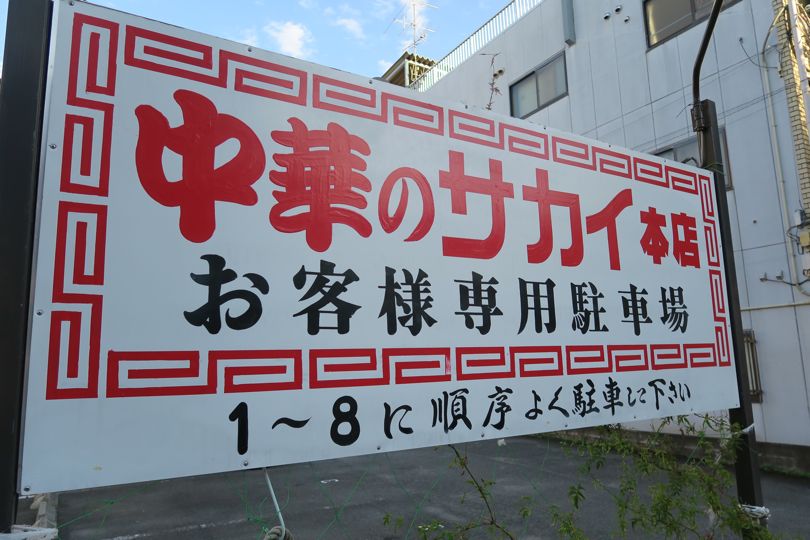 中華のサカイ本店
お客様専用駐車場
1~8に順序よく駐車して下さい